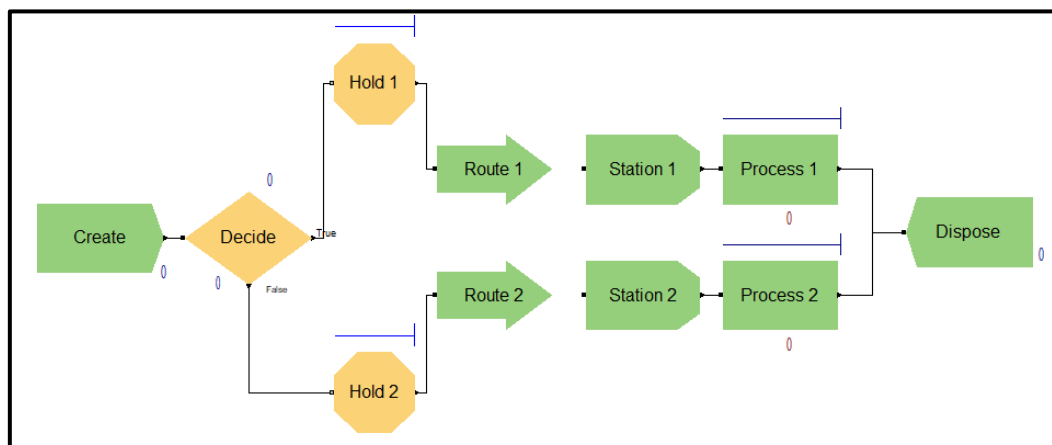 Hold 1
Route 1
Station 1
Process 1
0
0
Create
0
Decide
0
True
False
Dispose
0
Route 2
Station 2
Process 2
0
Hold 2